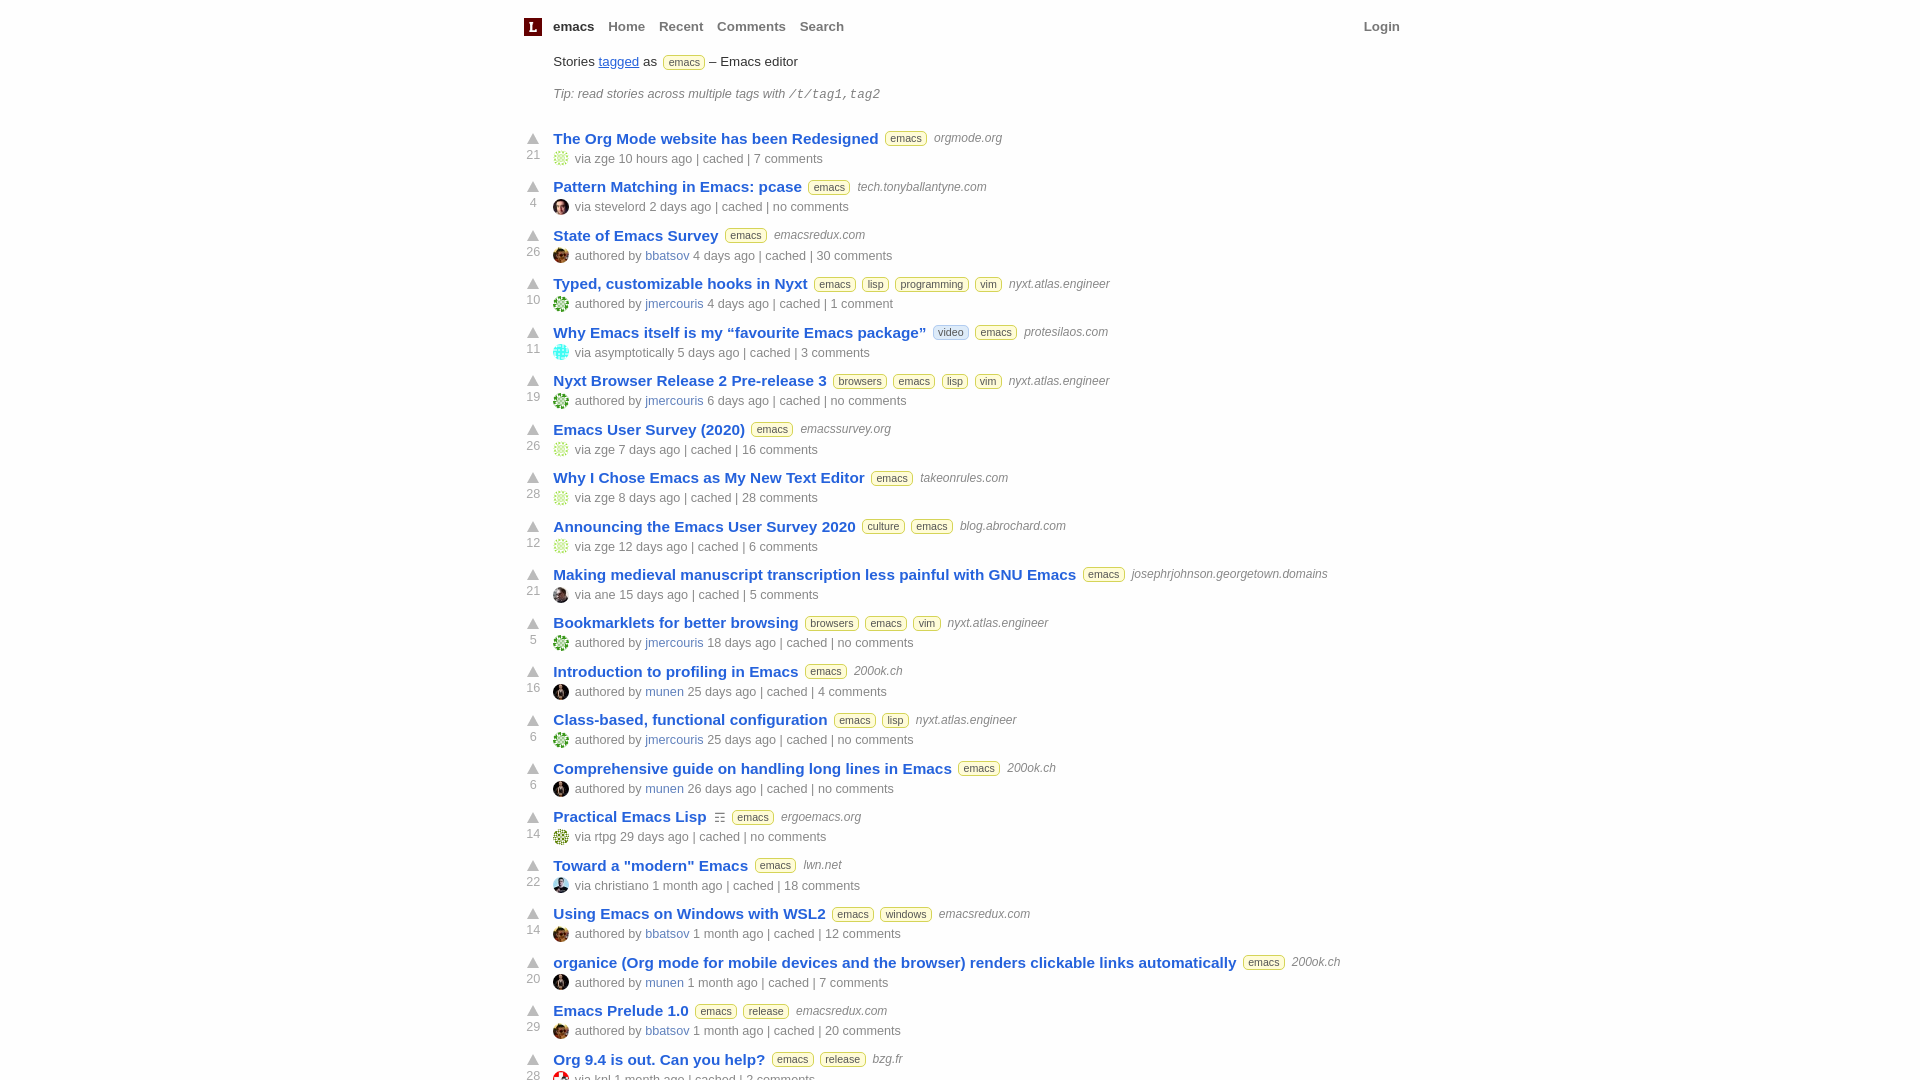 L emacs Home Recent Comments Search Login
Stories tagged as emacs – Emacs editor
Tip: read stories across multiple tags with /t/tag1,tag2
The Org Mode website has been Redesigned emacs orgmode.org
21 via zge 10 hours ago | cached | 7 comments
Pattern Matching in Emacs: pcase emacs tech.tonyballantyne.com
4 via stevelord 2 days ago | cached | no comments
State of Emacs Survey emacs emacsredux.com
26 authored by bbatsov 4 days ago | cached | 30 comments
Typed, customizable hooks in Nyxt emacs lisp programming vim nyxt.atlas.engineer
10 authored by jmercouris 4 days ago | cached | 1 comment
Why Emacs itself is my “favourite Emacs package” video emacs protesilaos.com
11 via asymptotically 5 days ago | cached | 3 comments
Nyxt Browser Release 2 Pre-release 3 browsers emacs lisp vim nyxt.atlas.engineer
19 authored by jmercouris 6 days ago | cached | no comments
Emacs User Survey (2020) emacs emacssurvey.org
26 via zge 7 days ago | cached | 16 comments
Why I Chose Emacs as My New Text Editor emacs takeonrules.com
28 via zge 8 days ago | cached | 28 comments
Announcing the Emacs User Survey 2020 culture emacs blog.abrochard.com
12 via zge 12 days ago | cached | 6 comments
Making medieval manuscript transcription less painful with GNU Emacs emacs josephrjohnson.georgetown.domains
21 via ane 15 days ago | cached | 5 comments
Bookmarklets for better browsing browsers emacs vim nyxt.atlas.engineer
5 authored by jmercouris 18 days ago | cached | no comments
Introduction to profiling in Emacs emacs 200ok.ch
16 authored by munen 25 days ago | cached | 4 comments
Class-based, functional configuration emacs lisp nyxt.atlas.engineer
6 authored by jmercouris 25 days ago | cached | no comments
Comprehensive guide on handling long lines in Emacs emacs 200ok.ch
6 authored by munen 26 days ago | cached | no comments
Practical Emacs Lisp ☶ emacs ergoemacs.org
14 via rtpg 29 days ago | cached | no comments
Toward a "modern" Emacs emacs lwn.net
22 via christiano 1 month ago | cached | 18 comments
Using Emacs on Windows with WSL2 emacs windows emacsredux.com
14 authored by bbatsov 1 month ago | cached | 12 comments
organice (Org mode for mobile devices and the browser) renders clickable links automatically emacs 200ok.ch
20 authored by munen 1 month ago | cached | 7 comments
Emacs Prelude 1.0 emacs release emacsredux.com
29 authored by bbatsov 1 month ago | cached | 20 comments
Org 9.4 is out. Can you help? emacs release bzg.fr
28 via knl 1 month ago | cached | 2 comments